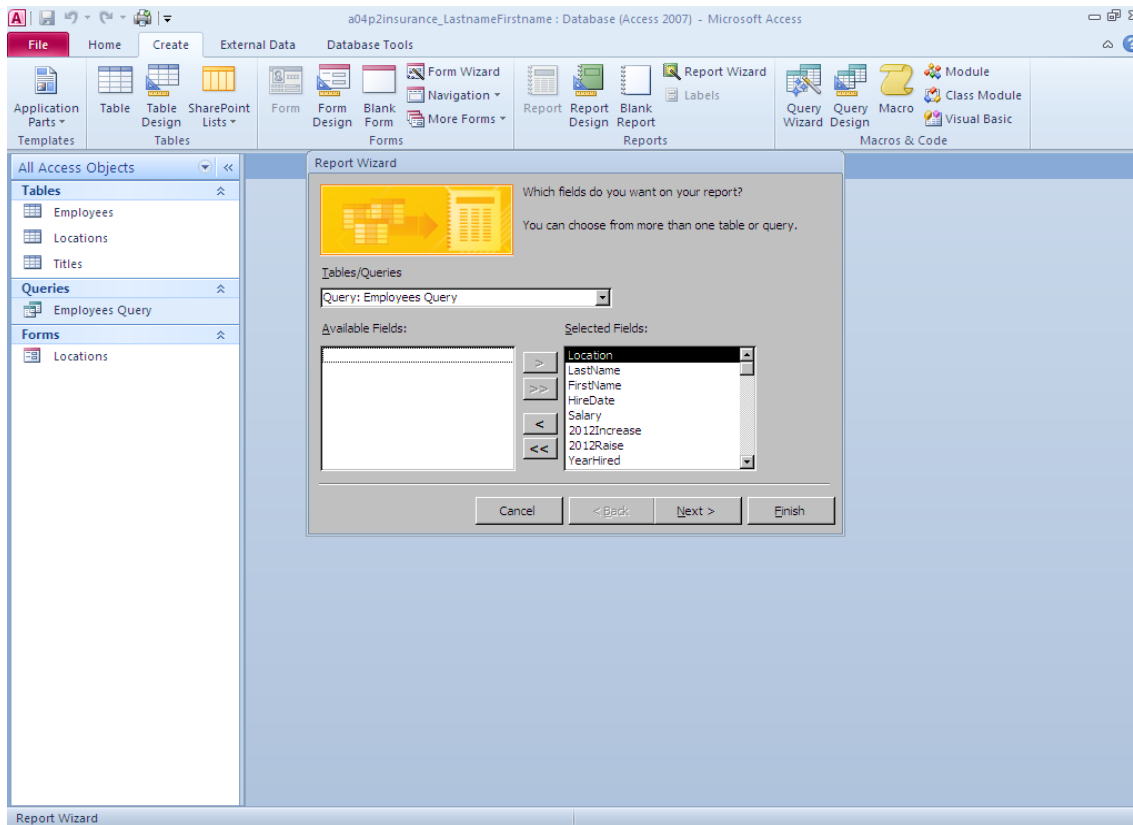 a04p2insurance_LastnameFirstname : Database (Access 2007) - Microsoft Access
File Home Create External Data Database Tools
Application Parts
Table
Table Design
SharePoint Lists
Form
Form Design
Blank Form
Form Wizard
Navigation
More Forms
Report
Report Design
Blank Report
Report Wizard
Labels
Query Wizard
Query Design
Macro
Module
Class Module
Visual Basic
Templates Tables Forms Reports Macros & Code
All Access Objects
Tables
Employees
Locations
Titles
Queries
Employees Query
Forms
Locations
Report Wizard
Which fields do you want on your report?
You can choose from more than one table or query.
Tables/Queries
Query: Employees Query
Available Fields:
Selected Fields:
>
>>
<
<<
Location
LastName
FirstName
HireDate
Salary
2012Increase
2012Raise
YearHired
Cancel < Back Next > Finish
Report Wizard